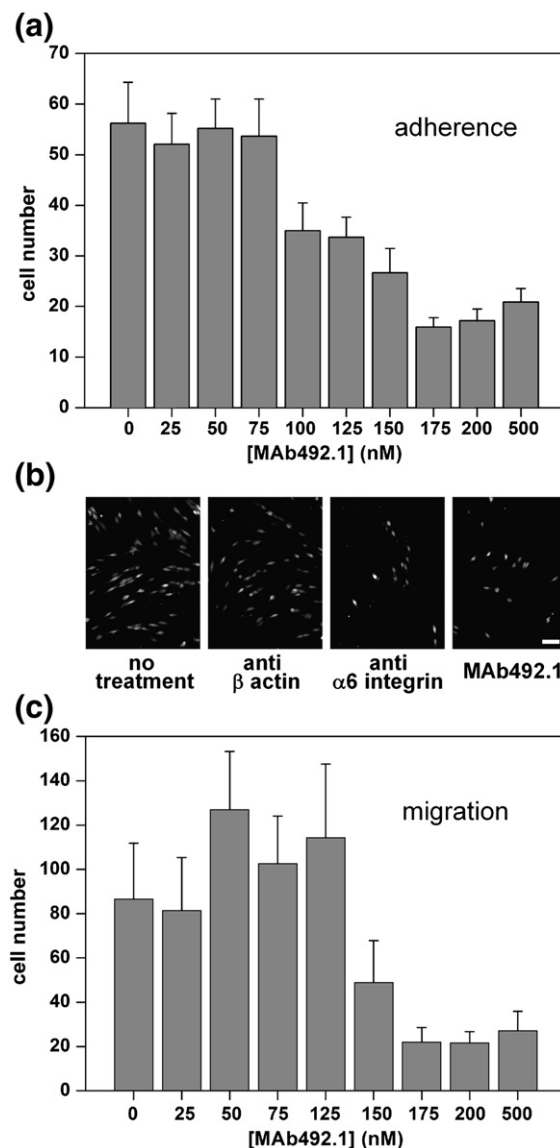 (a)
70
60
50
40
30
20
10
0
cell number
adherence
0 25 50 75 100 125 150 175 200 500
[MAb492.1] (nM)
(b)
no treatment
anti β actin
anti α6 integrin
MAb492.1
(c)
160
140
120
100
80
60
40
20
0
cell number
migration
0 25 50 75 125 150 175 200 500
[MAb492.1] (nM)